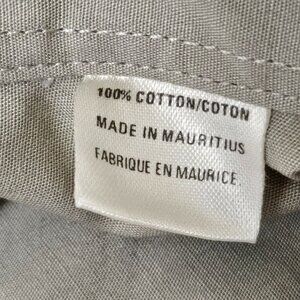 100% COTTON/COTON
MADE IN MAURITIUS
FABRIQUE EN MAURICE.